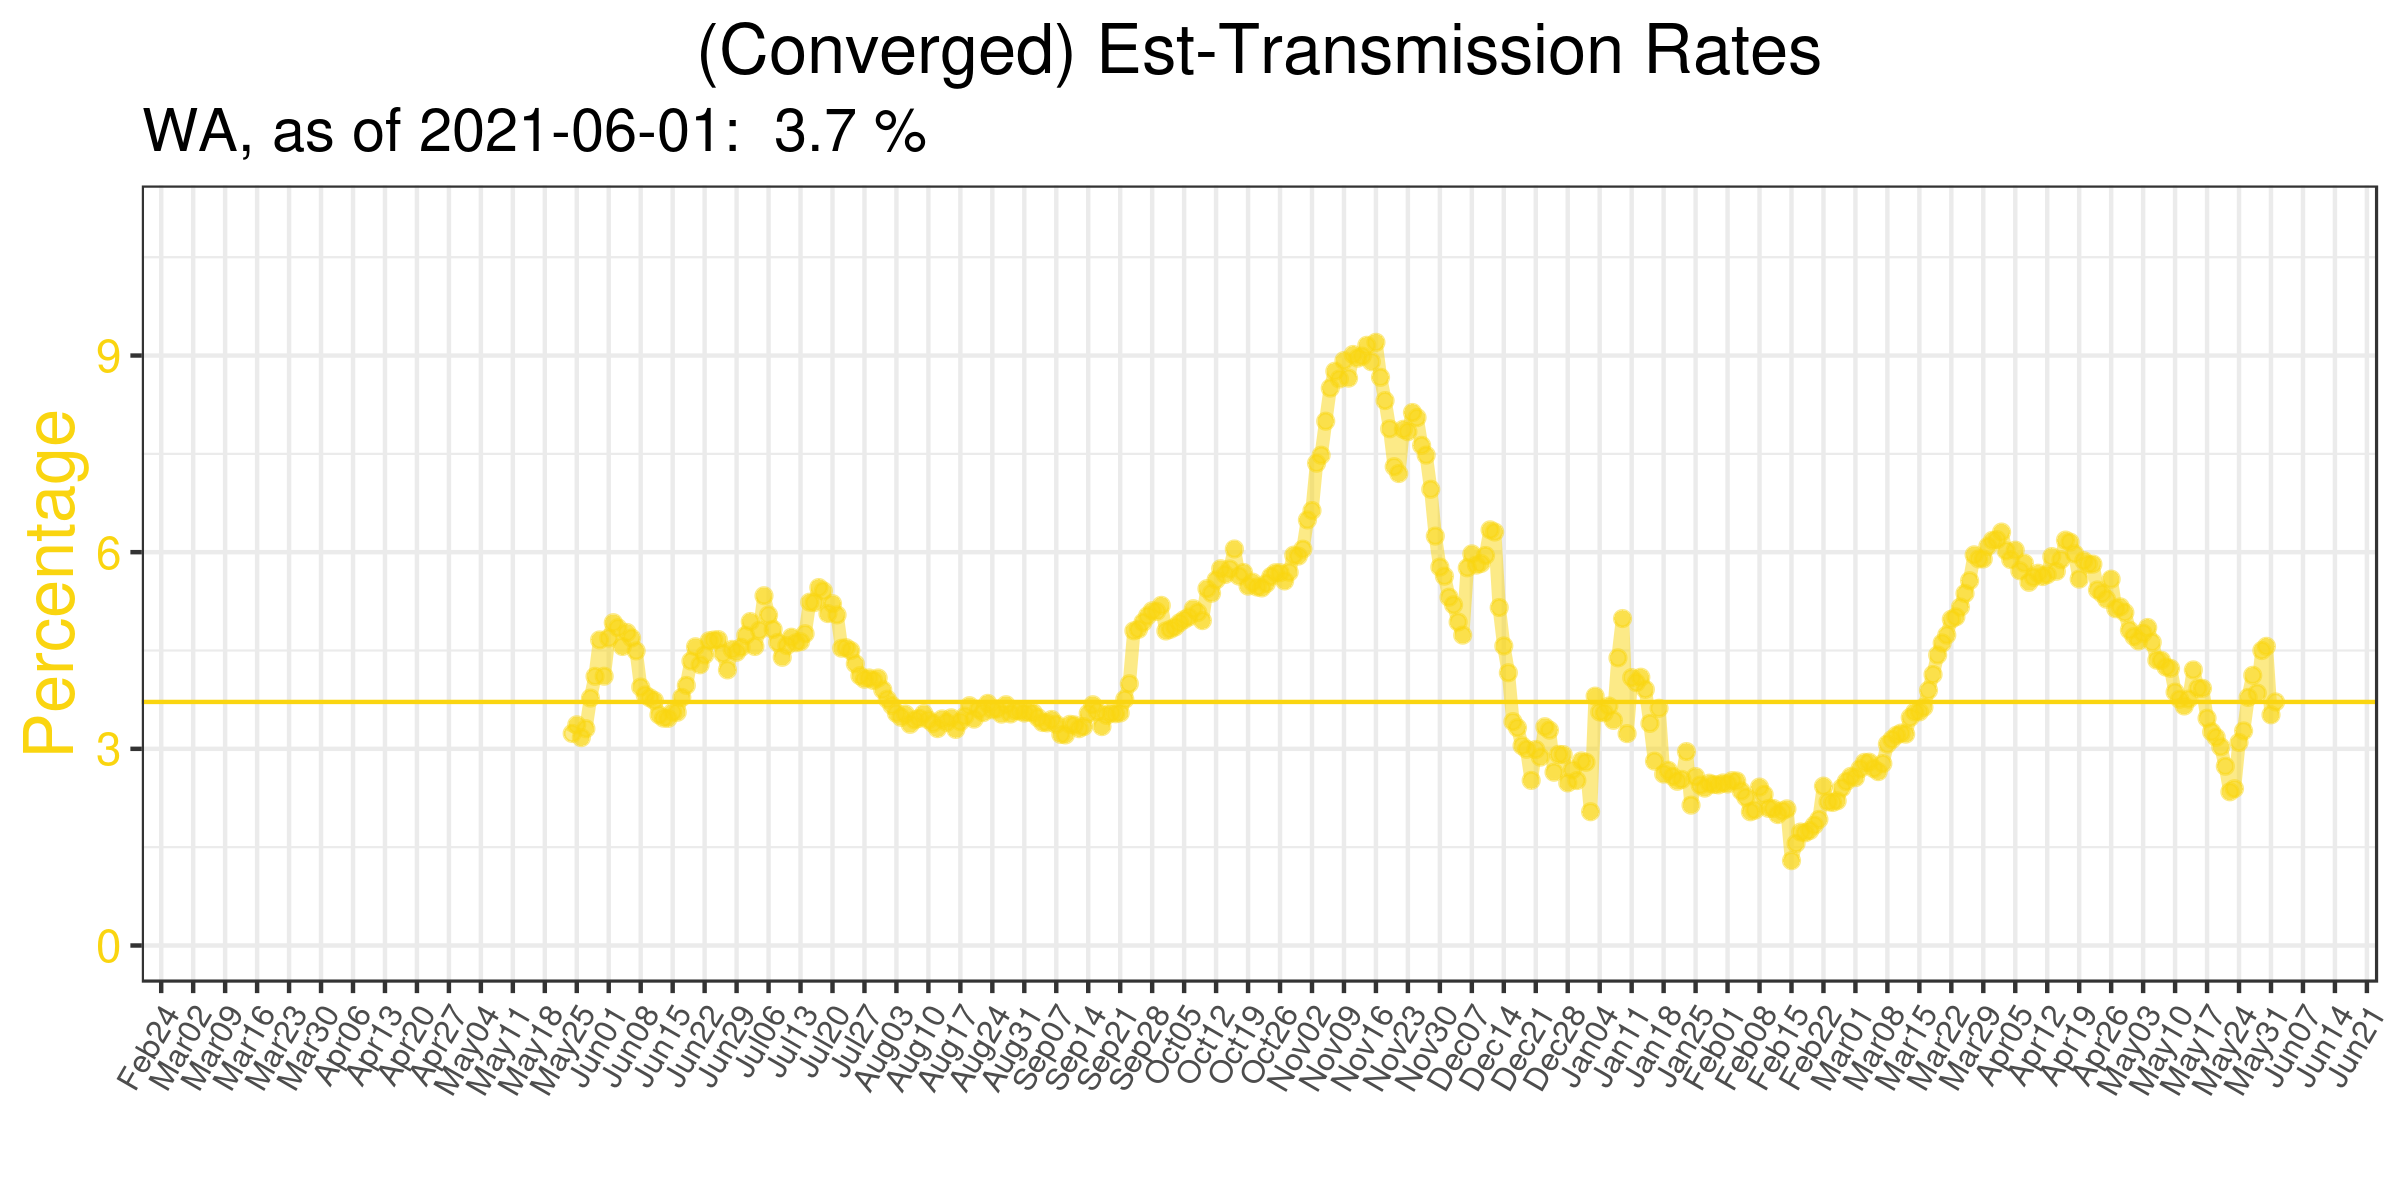 (Converged) Est-Transmission Rates
WA, as of 2021-06-01:  3.7 %
Percentage
9
6
3
0
Feb24
Mar02
Mar09
Mar16
Mar23
Mar30
Apr06
Apr13
Apr20
Apr27
May04
May11
May18
May25
Jun01
Jun08
Jun15
Jun22
Jun29
Jul06
Jul13
Jul20
Jul27
Aug03
Aug10
Aug17
Aug24
Aug31
Sep07
Sep14
Sep21
Sep28
Oct05
Oct12
Oct19
Oct26
Nov02
Nov09
Nov16
Nov23
Nov30
Dec07
Dec14
Dec21
Dec28
Jan04
Jan11
Jan18
Jan25
Feb01
Feb08
Feb15
Feb22
Mar01
Mar08
Mar15
Mar22
Mar29
Apr05
Apr12
Apr19
Apr26
May03
May10
May17
May24
May31
Jun07
Jun14
Jun21